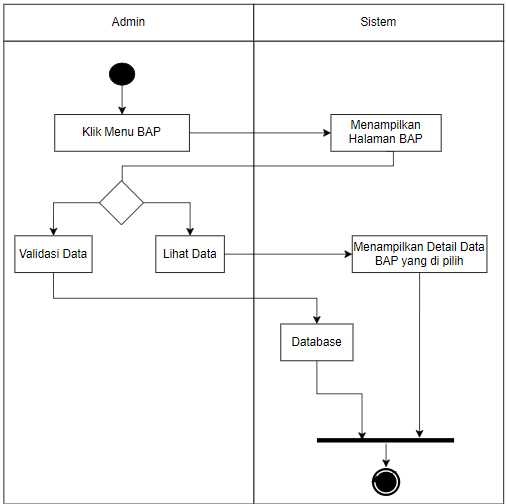 Admin
Sistem
Klik Menu BAP
Menampilkan
Halaman BAP
Validasi Data
Lihat Data
Menampilkan Detail Data
BAP yang di pilih
Database